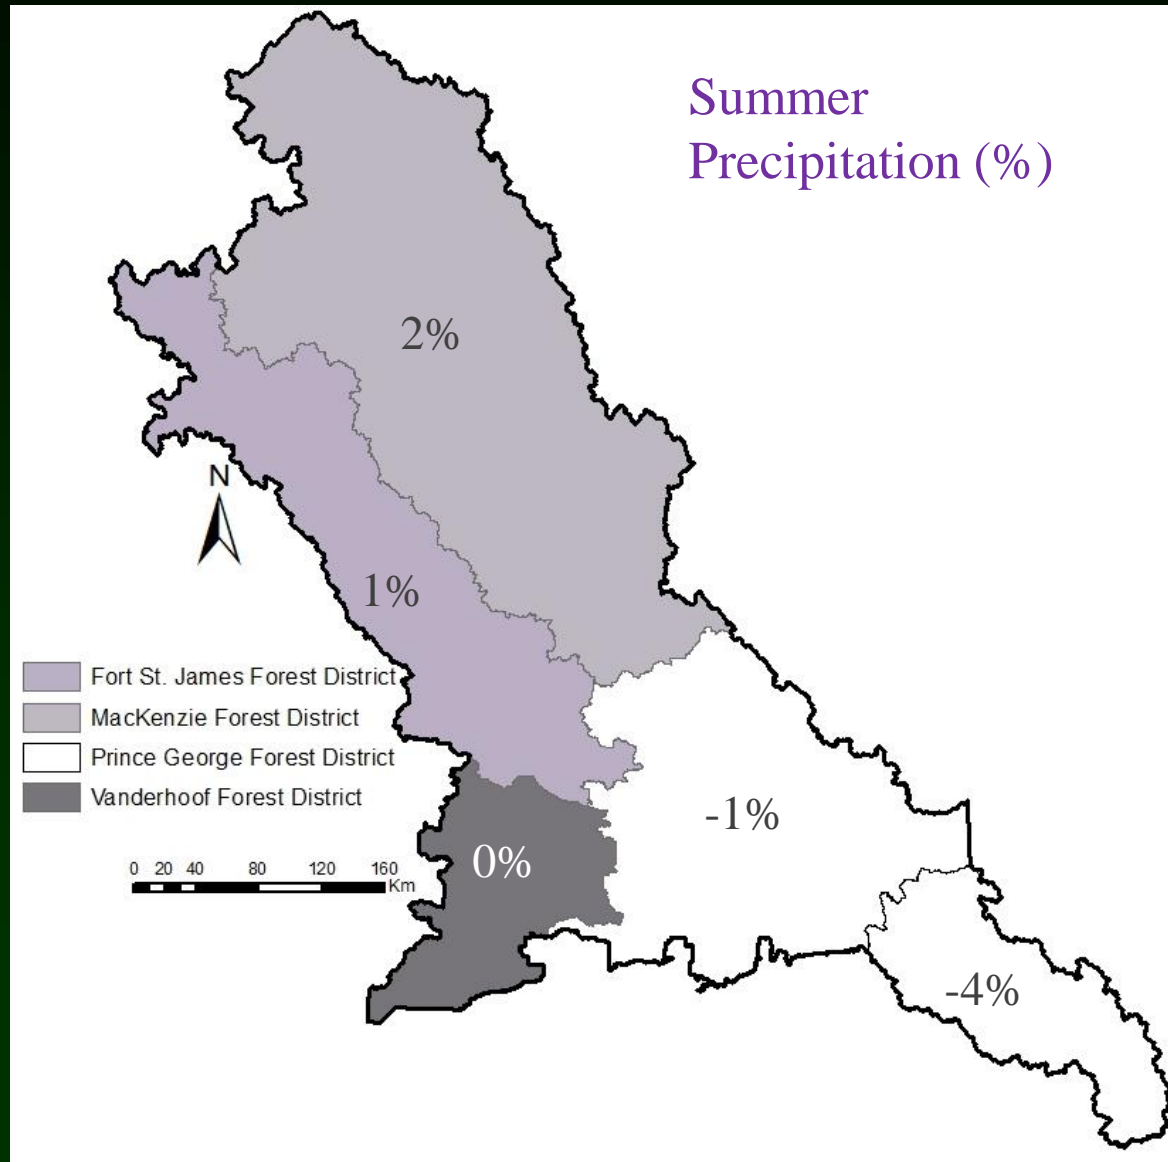 Summer
Precipitation (%)
2%
N
1%
Fort St. James Forest District
MacKenzie Forest District
Prince George Forest District
Vanderhoof Forest District
-1%
0%
0 20 40 80 120 160
Km
-4%